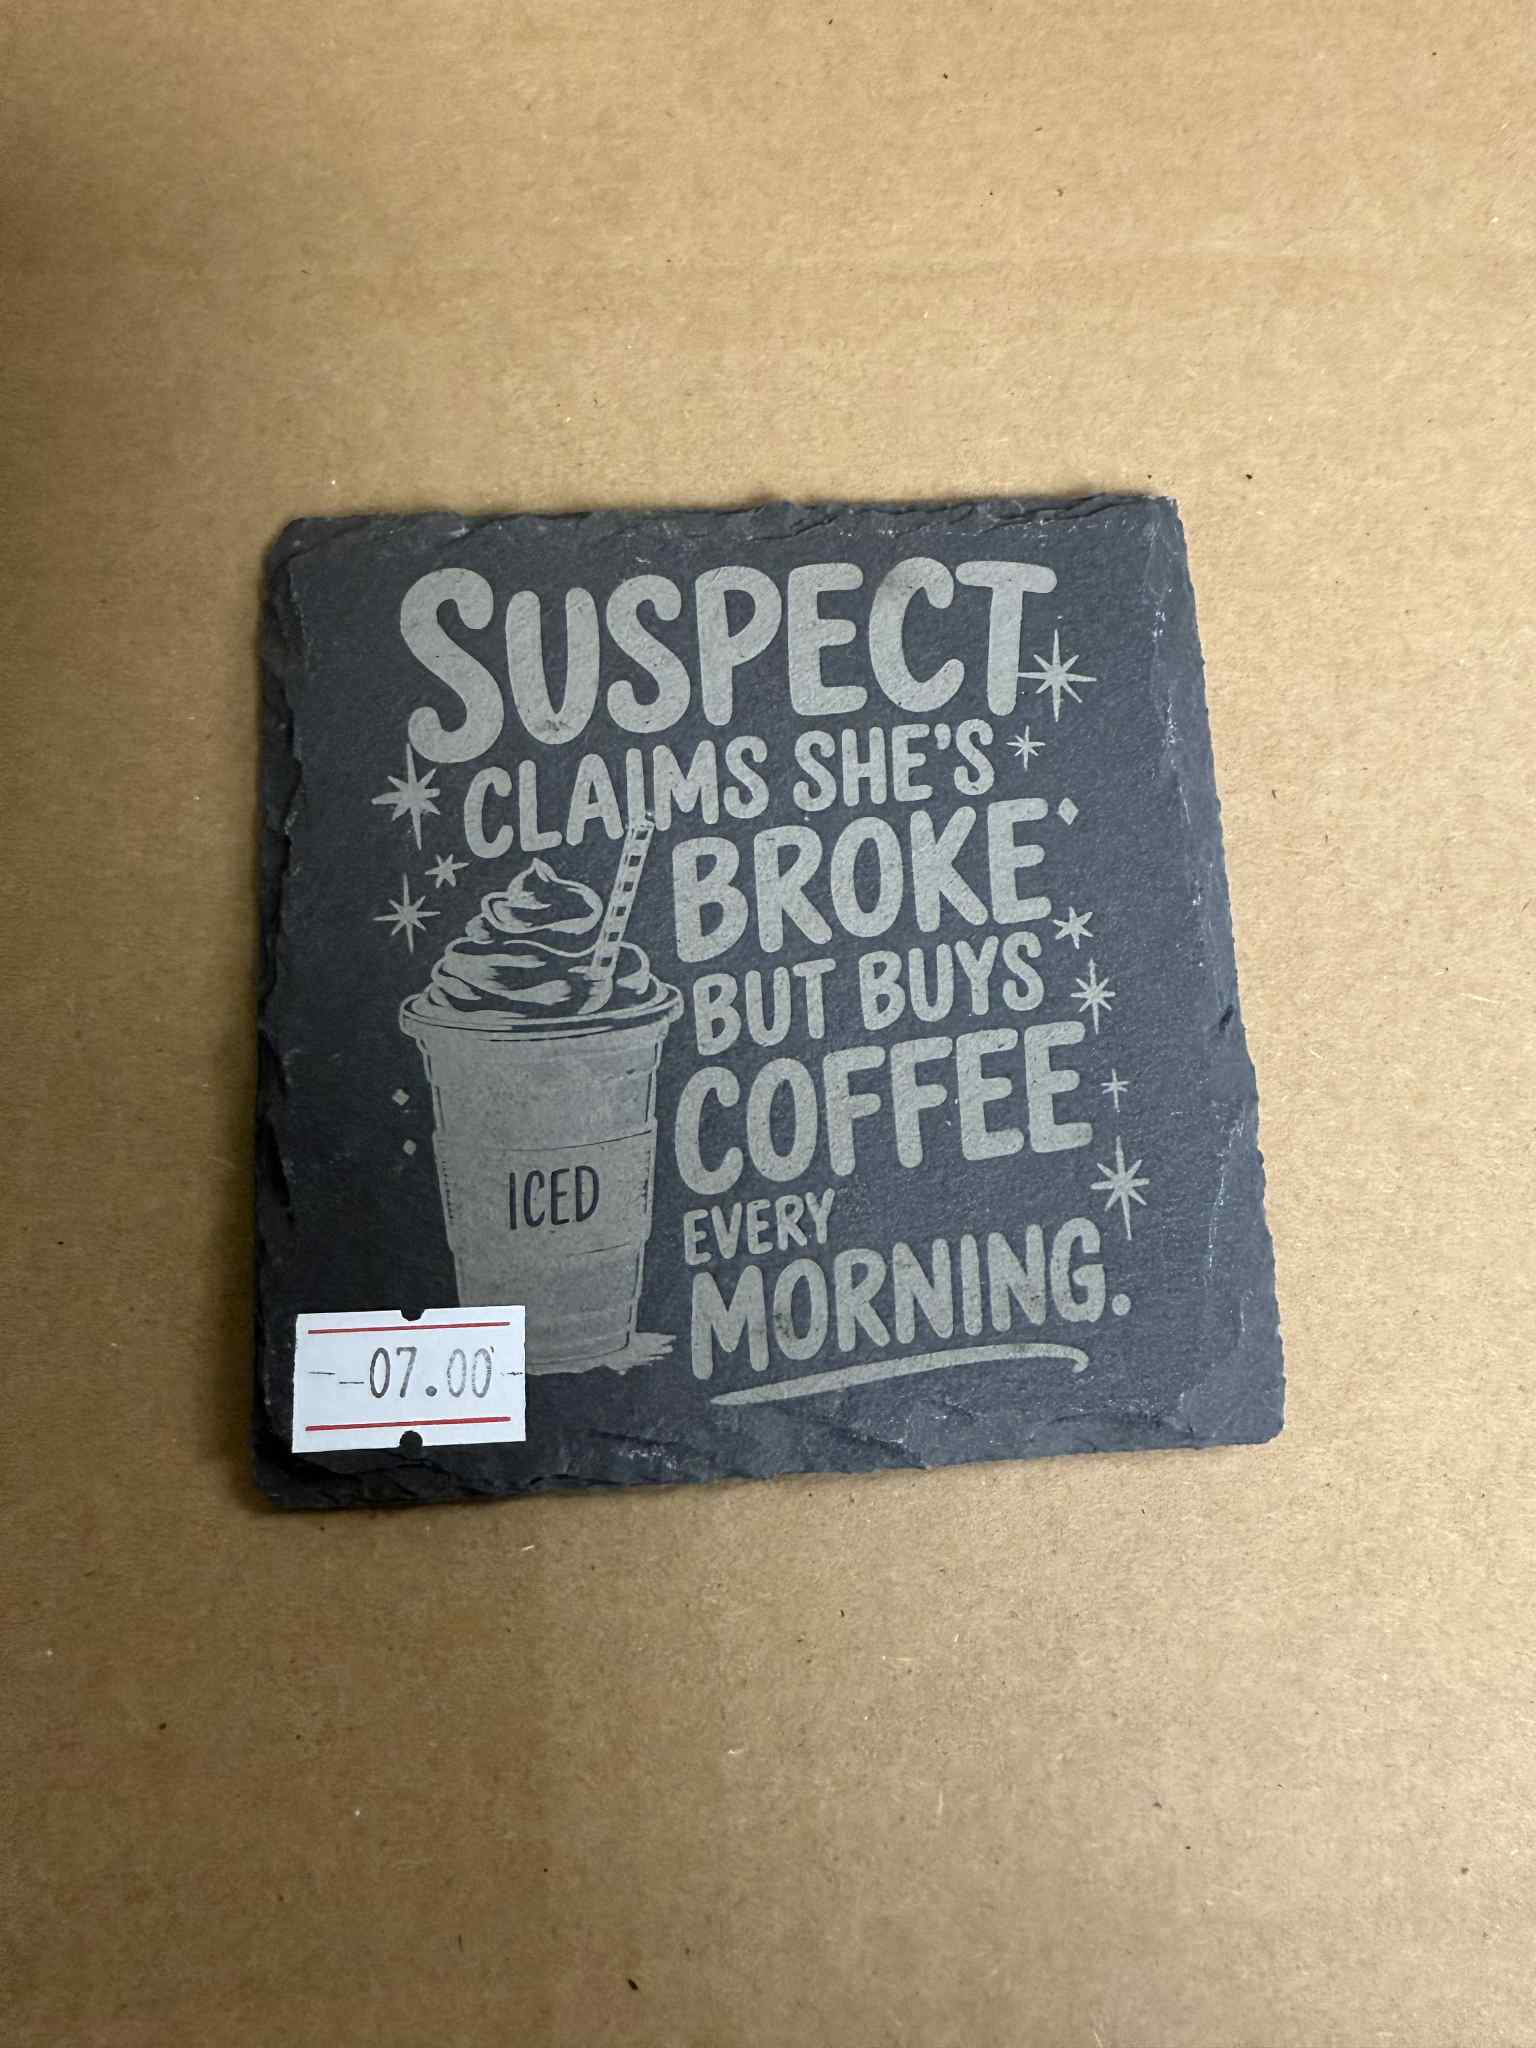 SUSPECT
CLAIMS SHE'S
BROKE
BUT BUYS
COFFEE
EVERY
MORNING.
ICED
07.00